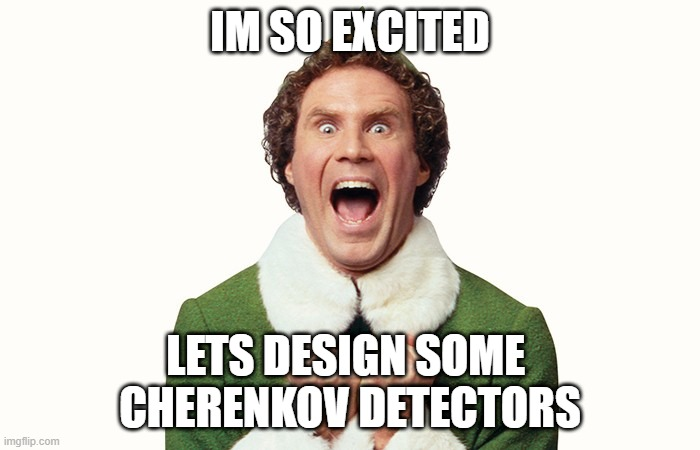 IM SO EXCITED
LETS DESIGN SOME
CHERENKOV DETECTORS
imgflip.com